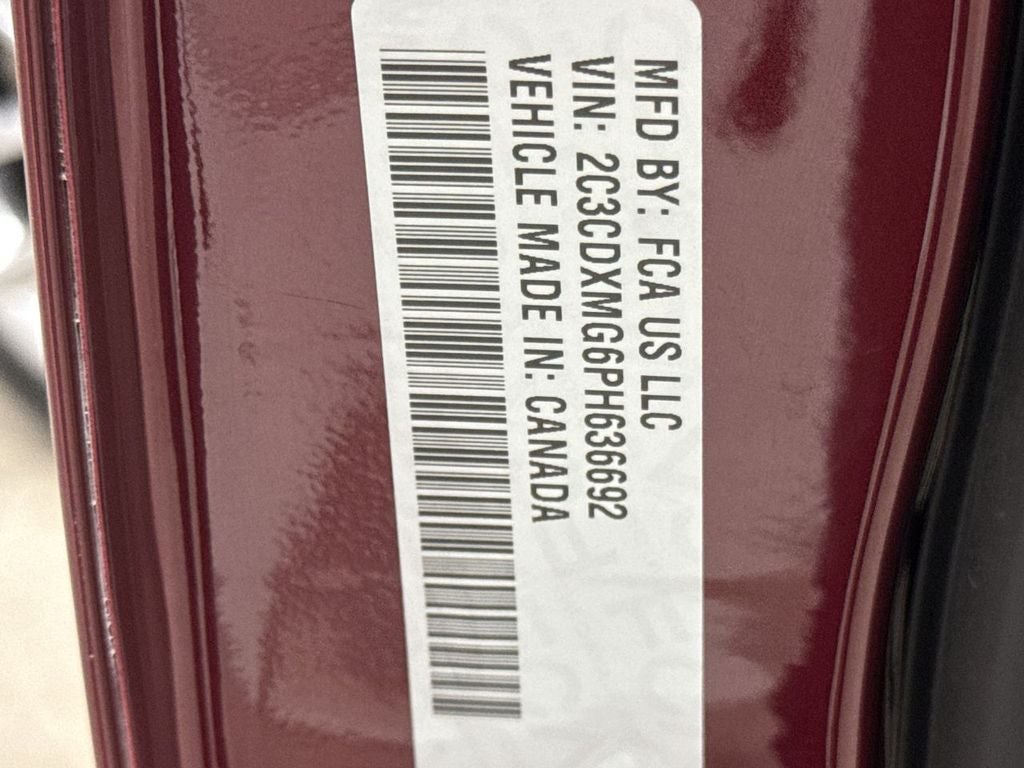 MFD BY: FCA US LLC
VIN: 2C3CDXMG6PH636692
VEHICLE MADE IN: CANADA